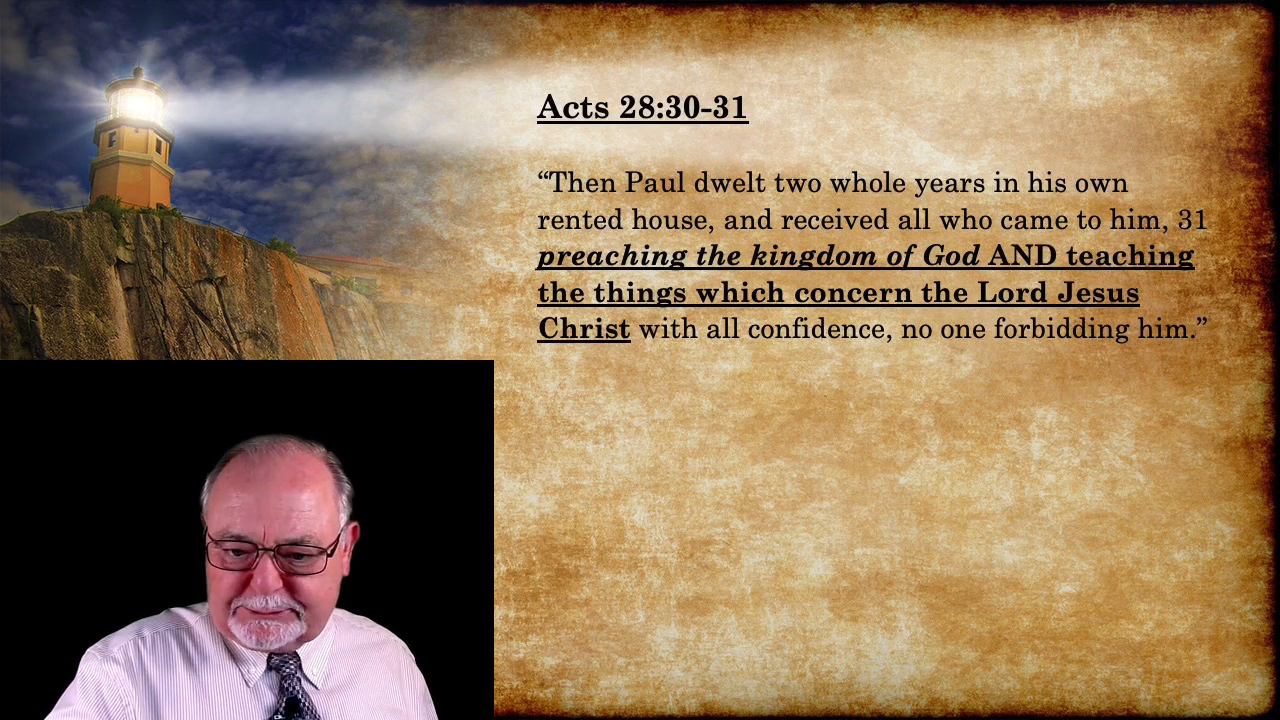 Acts 28:30-31
“Then Paul dwelt two whole years in his own
rented house, and received all who came to him, 31
preaching the kingdom of God AND teaching
the things which concern the Lord Jesus
Christ with all confidence, no one forbidding him.”